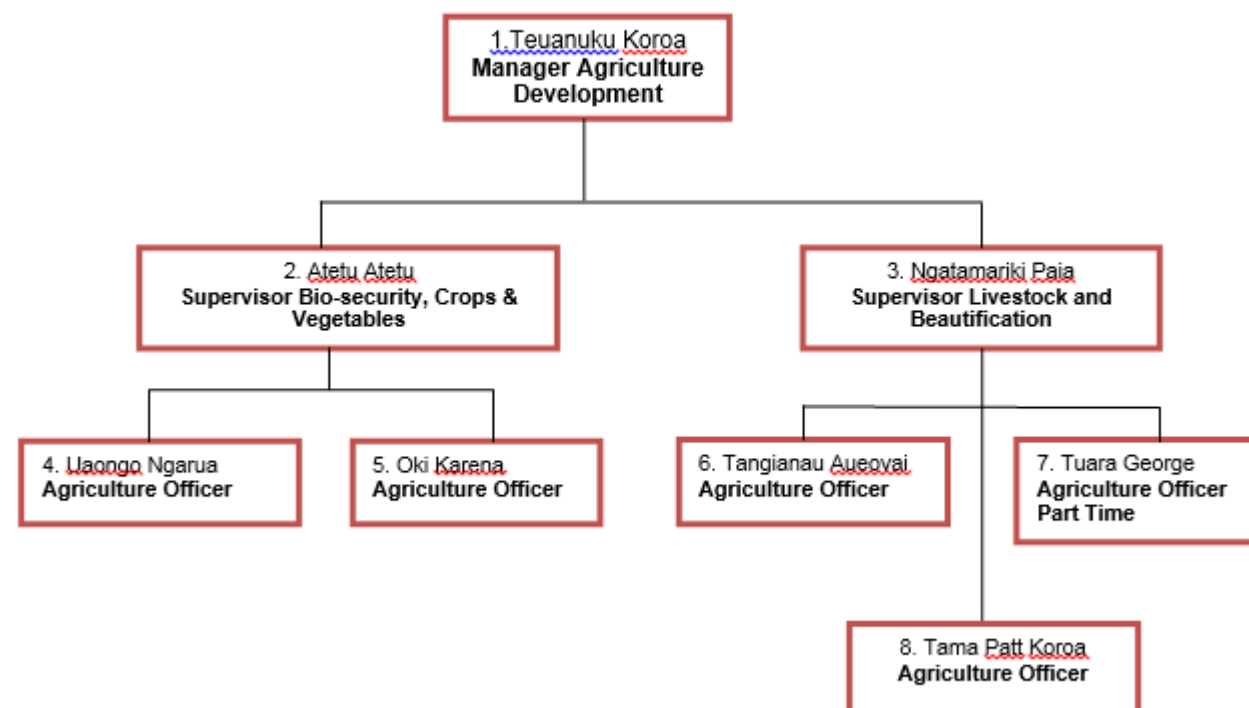 1.Teuanuku Koroa
Manager Agriculture
Development
2. Atetu Atetu
Supervisor Bio-security, Crops &
Vegetables
3. Ngatamariki Paia
Supervisor Livestock and
Beautification
4. Uaongo Ngarua
Agriculture Officer
5. Oki Karena
Agriculture Officer
6. Tangianau Aueovai
Agriculture Officer
7. Tuara George
Agriculture Officer
Part Time
8. Tama Patt Koroa
Agriculture Officer